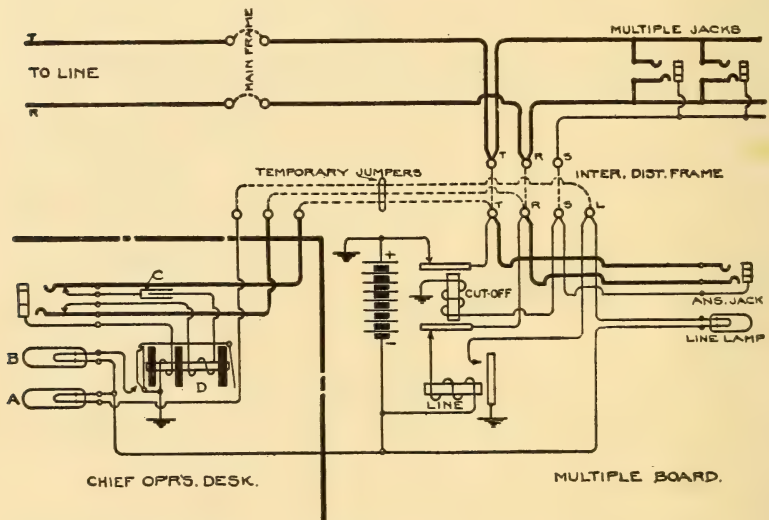 MULTIPLE JACKS
T
TO LINE
MAIN FRAME
R
T R S
TEMPORARY JUMPERS
INTER. DIST. FRAME
T R S L
+
C
CUT-OFF
ANS. JACK
-
LINE LAMP
B
D
LINE
A
CHIEF OPR'S. DESK.
MULTIPLE BOARD.